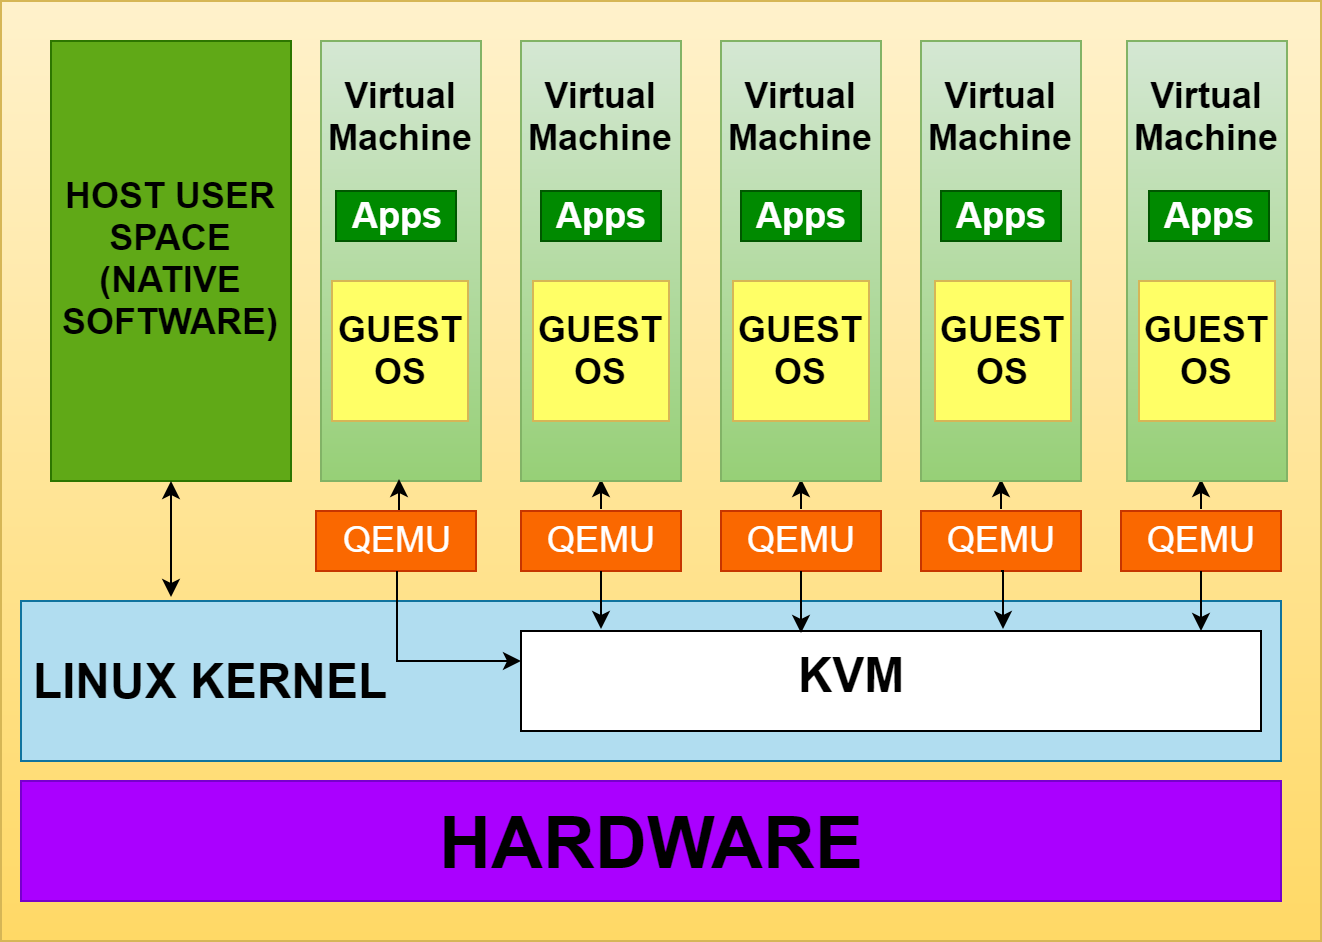 HOST USER
SPACE
(NATIVE
SOFTWARE)
Virtual
Machine
Apps
GUEST
OS
Virtual
Machine
Apps
GUEST
OS
Virtual
Machine
Apps
GUEST
OS
Virtual
Machine
Apps
GUEST
OS
Virtual
Machine
Apps
GUEST
OS
QEMU
QEMU
QEMU
QEMU
QEMU
LINUX KERNEL
KVM
HARDWARE